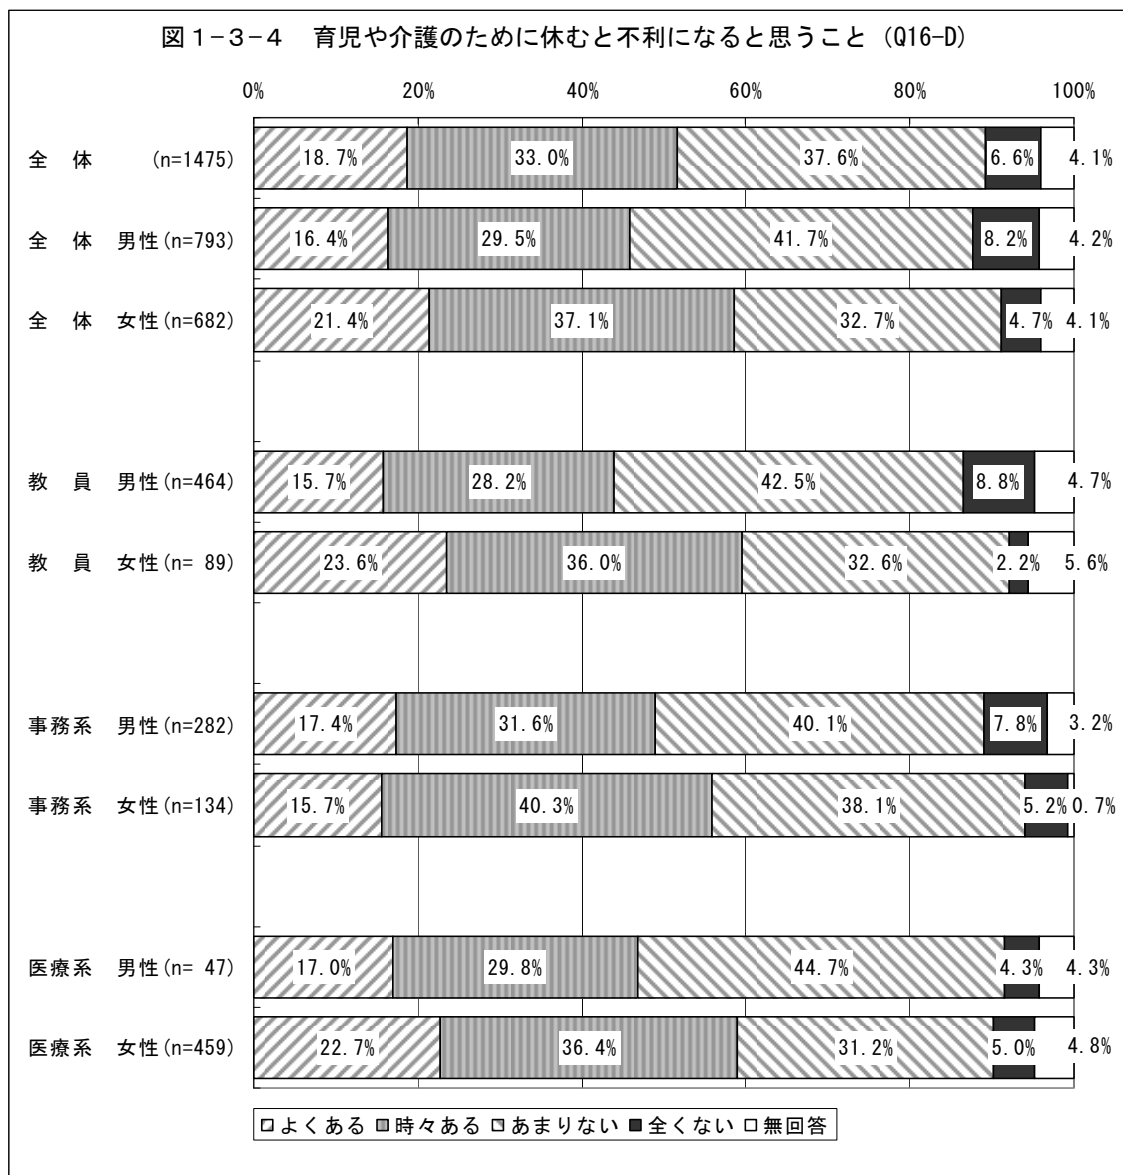 図1-3-4 育児や介護のために休むと不利になると思うこと (Q16-D)
0% 20% 40% 60% 80% 100%
全 体 (n=1475) 18.7% 33.0% 37.6% 6.6% 4.1%
全 体 男性(n=793) 16.4% 29.5% 41.7% 8.2% 4.2%
全 体 女性(n=682) 21.4% 37.1% 32.7% 4.7% 4.1%
教 員 男性(n=464) 15.7% 28.2% 42.5% 8.8% 4.7%
教 員 女性(n= 89) 23.6% 36.0% 32.6% 2.2% 5.6%
事務系 男性(n=282) 17.4% 31.6% 40.1% 7.8% 3.2%
事務系 女性(n=134) 15.7% 40.3% 38.1% 5.2% 0.7%
医療系 男性(n= 47) 17.0% 29.8% 44.7% 4.3% 4.3%
医療系 女性(n=459) 22.7% 36.4% 31.2% 5.0% 4.8%
よくある 時々ある あまりない 全くない 無回答